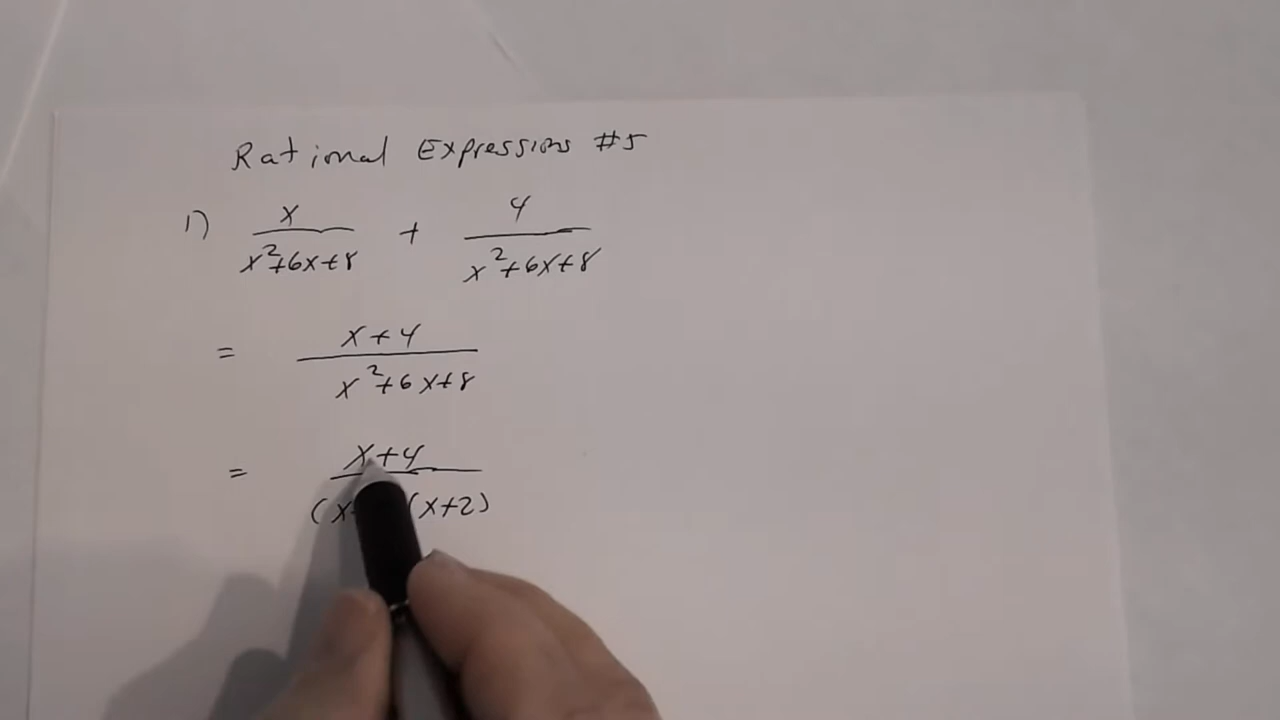 Rational Expressions #5
1) x/(x²+6x+8) + 4/(x²+6x+8)
= (x+4)/(x²+6x+8)
= x+4
(x (x+2)